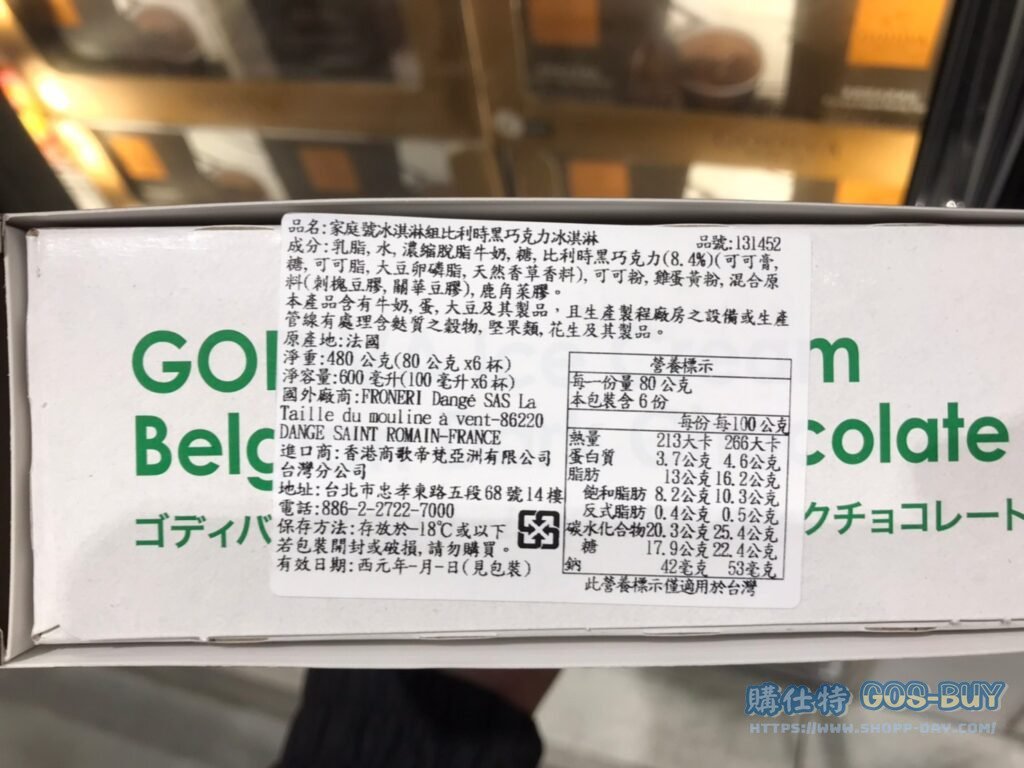 品名:家庭號冰淇淋組比利時黑巧克力冰淇淋 品號:131452
成分:乳脂, 水, 濃縮脫脂牛奶, 糖, 比利時黑巧克力(8.4%)(可可膏,
糖, 可可脂, 大豆卵磷脂, 天然香草香料), 可可粉, 雞蛋黃粉, 混合原
料(刺槐豆膠, 關華豆膠), 鹿角菜膠。
本產品含有牛奶, 蛋, 大豆及其製品，且生產製程廠房之設備或生產
管線有處理含麩質之穀物, 堅果類, 花生及其製品。
原產地:法國
淨重:480 公克(80 公克 x6 杯)
淨容量:600 毫升(100 毫升x6杯)
國外廠商:FRONERI Dangé SAS La
Taille du mouline à vent-86220
DANGE SAINT ROMAIN-FRANCE
進口商:香港商歌帝梵亞洲有限公司
台灣分公司
地址:台北市忠孝東路五段68號14樓
電話:886-2-2722-7000
保存方法:存放於-18℃或以下
若包裝開封或破損, 請勿購買。
有效日期:西元年-月-日(見包裝)
營養標示
每一份量 80公克
本包裝含 6份
每份 每100公克
熱量 213大卡 266大卡
蛋白質 3.7公克 4.6公克
脂肪 13公克 16.2公克
飽和脂肪 8.2公克 10.3公克
反式脂肪 0.4公克 0.5公克
碳水化合物 20.3公克 25.4公克
糖 17.9公克 22.4公克
鈉 42毫克 53毫克
此營養標示僅適用於台灣
GOI m
Belg colate
ゴディバ クチョコレート
購仕特 GOS-BUY
HTTPS://WWW.SHOPP-DAY.COM/